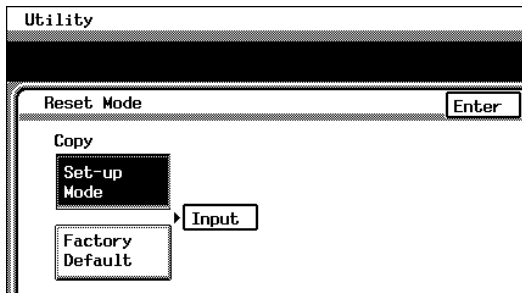 Utility
Reset Mode
Enter
Copy
Set-up
Mode
Input
Factory
Default